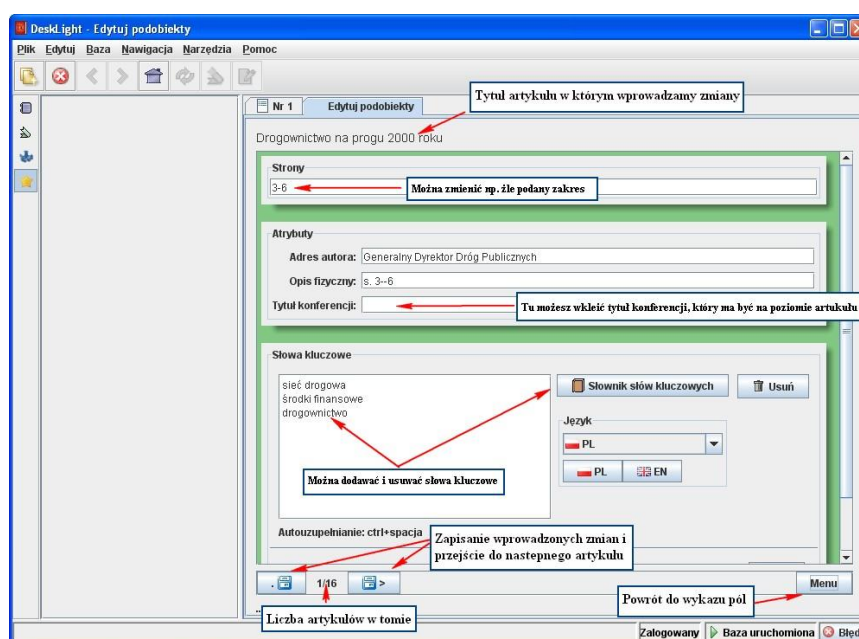 DeskLight - Edytuj podobiekty
Plik Edytuj Baza Nawigacja Narzędzia Pomoc
Nr 1 Edytuj podobiekty
Tytuł artykułu w którym wprowadzamy zmiany
Drogownictwo na progu 2000 roku
Strony
3-6
Można zmienić np. źle podany zakres
Atrybuty
Adres autora: Generalny Dyrektor Dróg Publicznych
Opis fizyczny: s. 3--6
Tytuł konferencji:
Tu możesz wkleić tytuł konferencji, który ma być na poziomie artukułu
Słowa kluczowe
sieć drogowa
środki finansowe
drogownictwo
Słownik słów kluczowych
Usuń
Język
PL
PL EN
Można dodawać i usuwać słowa kluczowe
Autouzupełnianie: ctrl+spacja
Zapisanie wprowadzonych zmian i
przejście do nastepnego artykułu
. 1/16 >
Menu
Powrót do wykazu pól
Liczba artykułów w tomie
Zalogowany Baza uruchomiona Błęd